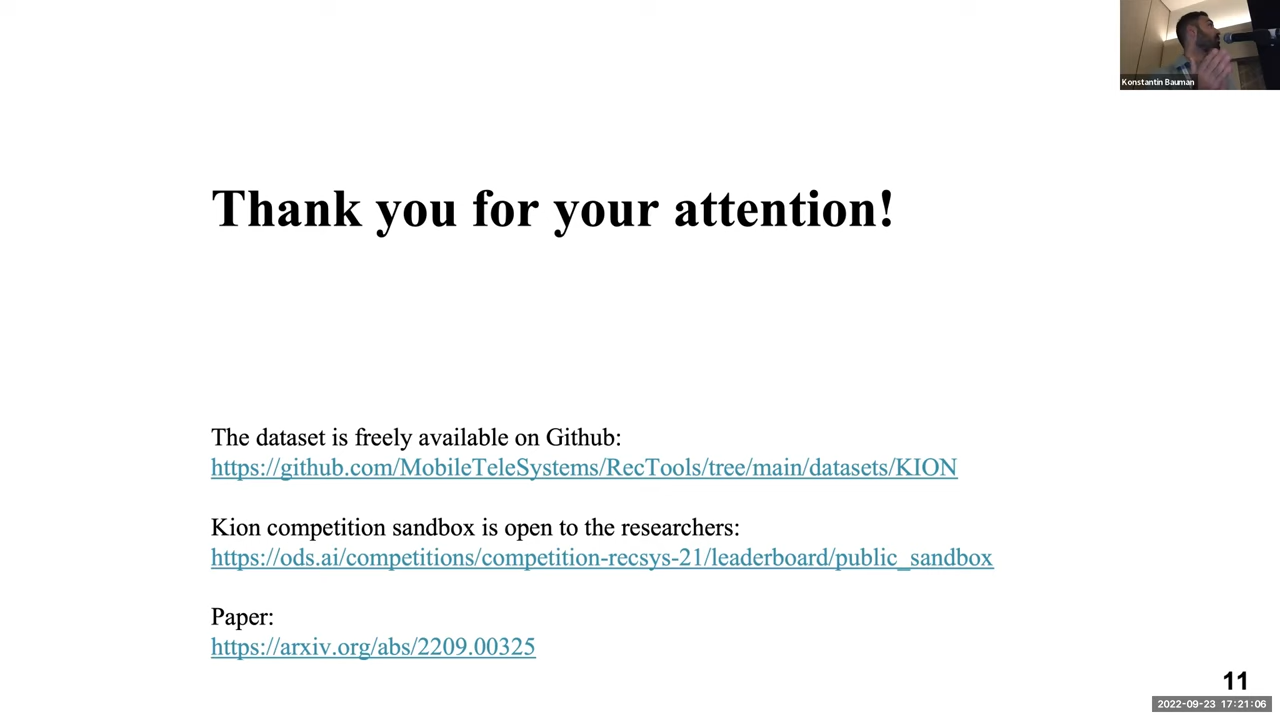 Konstantin Bauman
Thank you for your attention!
The dataset is freely available on Github:
https://github.com/MobileTeleSystems/RecTools/tree/main/datasets/KION
Kion competition sandbox is open to the researchers:
https://ods.ai/competitions/competition-recsys-21/leaderboard/public_sandbox
Paper:
https://arxiv.org/abs/2209.00325
11
2022-09-23 17:21:06